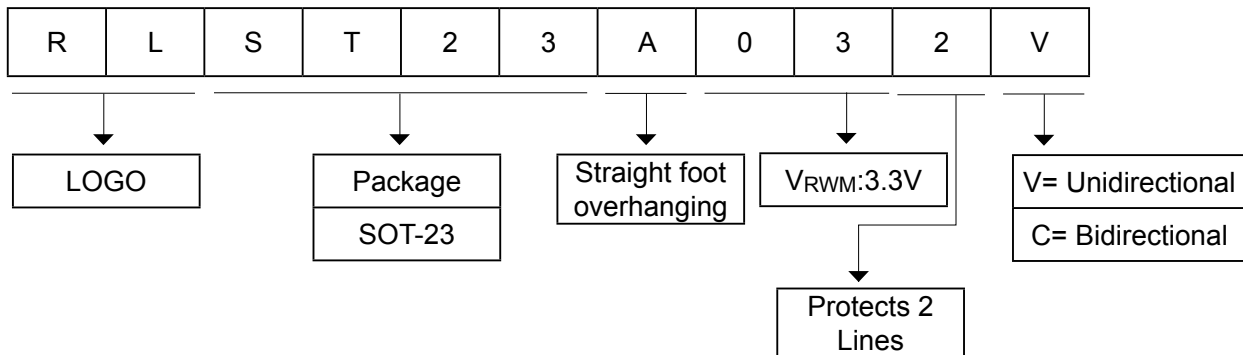 R L S T 2 3 A 0 3 2 V
LOGO
Package
SOT-23
Straight foot
overhanging
VRWM:3.3V
Protects 2
Lines
V= Unidirectional
C= Bidirectional